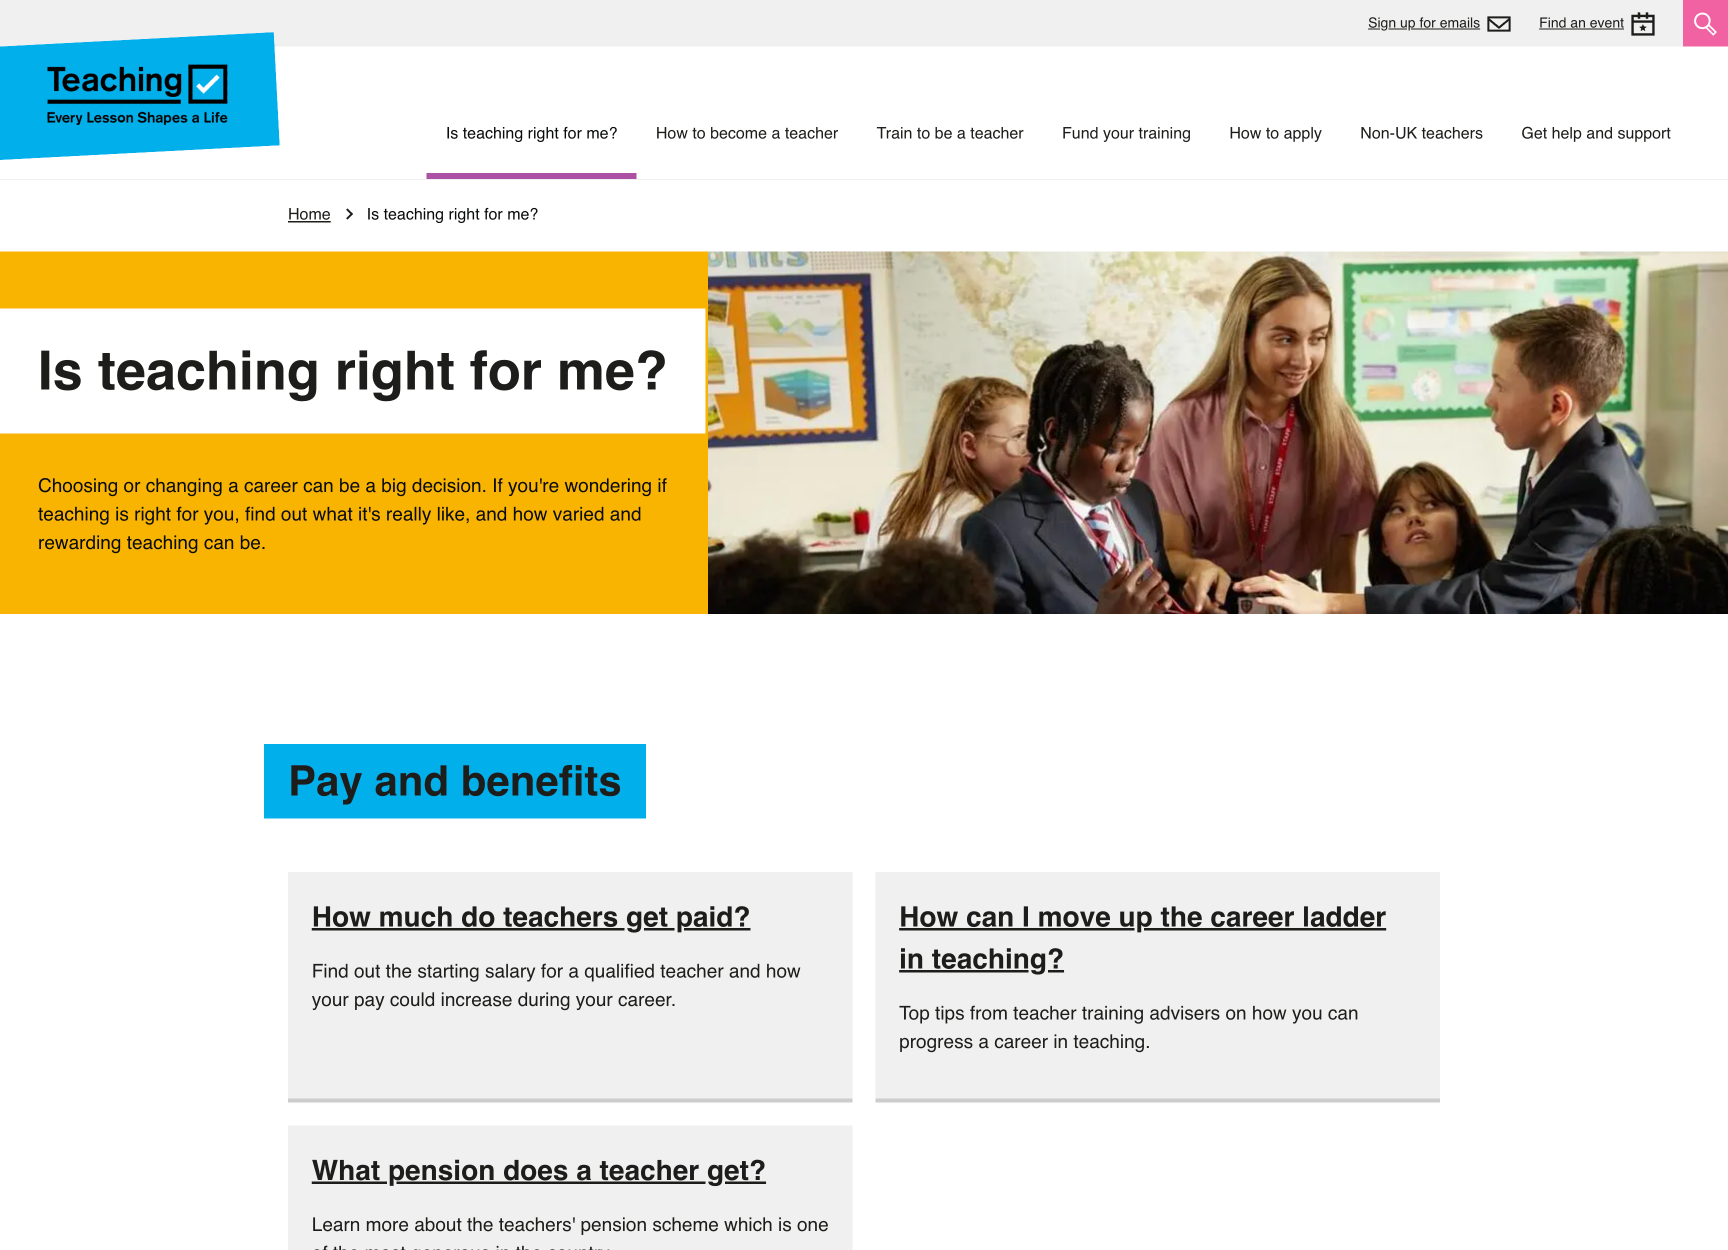 Sign up for emails
Find an event
Teaching
Every Lesson Shapes a Life
Is teaching right for me?
How to become a teacher
Train to be a teacher
Fund your training
How to apply
Non-UK teachers
Get help and support
Home
Is teaching right for me?
Is teaching right for me?
Choosing or changing a career can be a big decision. If you're wondering if
teaching is right for you, find out what it's really like, and how varied and
rewarding teaching can be.
STAFF
STAFF
STAFF
Pay and benefits
How much do teachers get paid?
Find out the starting salary for a qualified teacher and how
your pay could increase during your career.
How can I move up the career ladder
in teaching?
Top tips from teacher training advisers on how you can
progress a career in teaching.
What pension does a teacher get?
Learn more about the teachers' pension scheme which is one